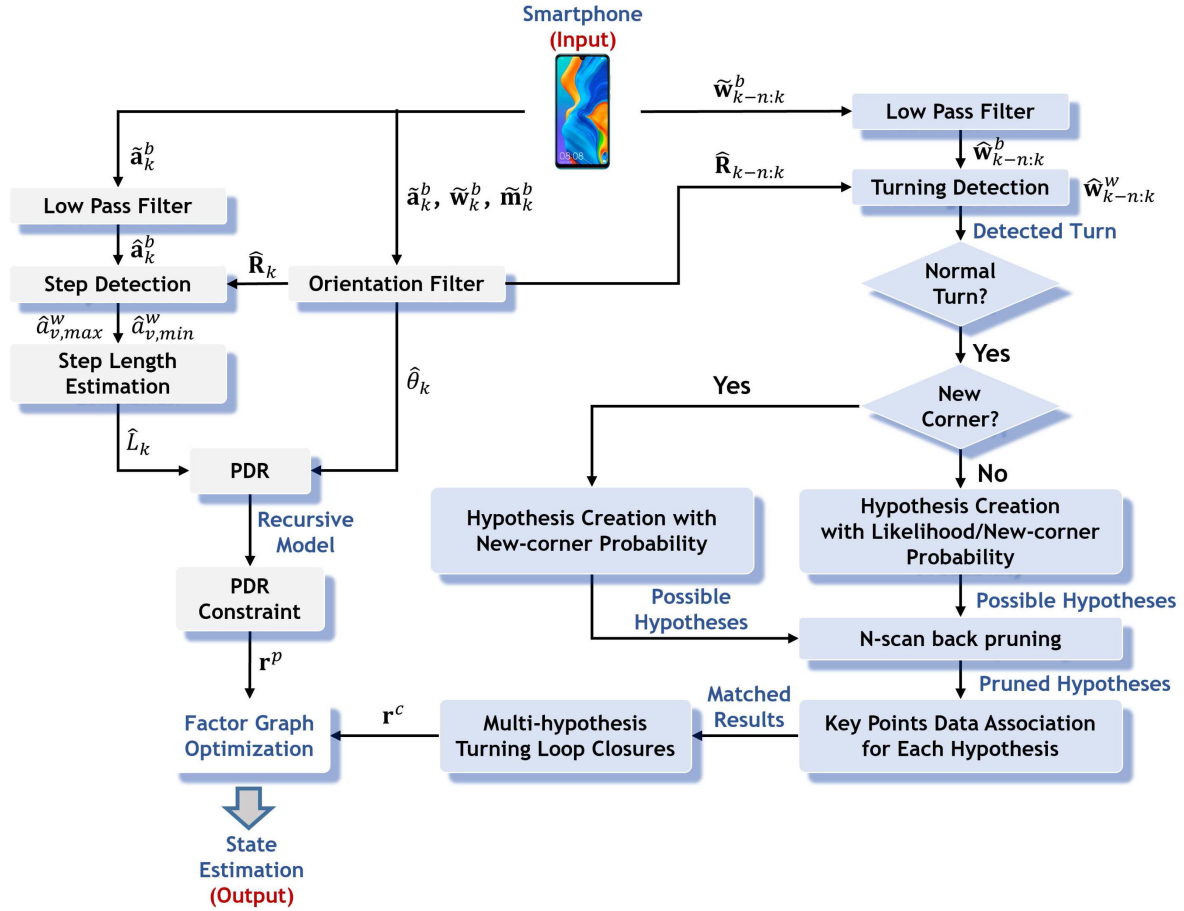 Smartphone
(Input)
08:08
w̃ᵇₖ₋ₙ:ₖ
Low Pass Filter
ãᵇₖ
ŵᵇₖ₋ₙ:ₖ
R̂ₖ₋ₙ:ₖ
Turning Detection
ŵʷₖ₋ₙ:ₖ
Low Pass Filter
ãᵇₖ, w̃ᵇₖ, m̃ᵇₖ
Detected Turn
âᵇₖ
R̂ₖ
Step Detection
Orientation Filter
Normal
Turn?
âʷᵥ,ₘₐₓ âʷᵥ,ₘᵢₙ
Yes
Step Length
Estimation
θ̂ₖ
Yes
New
Corner?
L̂ₖ
PDR
No
Recursive
Model
Hypothesis Creation with
New-corner Probability
Hypothesis Creation
with Likelihood/New-corner
Probability
PDR
Constraint
Possible
Hypotheses
Possible Hypotheses
N-scan back pruning
rᵖ
Pruned Hypotheses
Factor Graph
Optimization
rᶜ
Multi-hypothesis
Turning Loop Closures
Matched
Results
Key Points Data Association
for Each Hypothesis
State
Estimation
(Output)